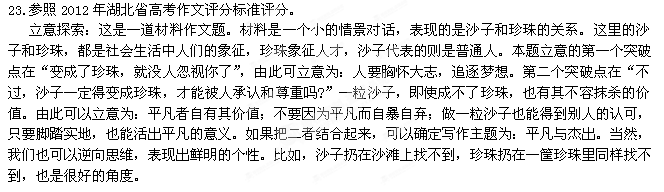 23.参照 2012 年湖北省高考作文评分标准评分。
立意探索：这是一道材料作文题。材料是一个小的情景对话，表现的是沙子和珍珠的关系。这里的沙
子和珍珠，都是社会生活中人们的象征，珍珠象征人才，沙子代表的则是普通人。本题立意的第一个突破
点在“变成了珍珠，就没人忽视你了”，由此可立意为：人要胸怀大志，追逐梦想。第二个突破点在“不
过，沙子一定得变成珍珠，才能被人承认和尊重吗?”一粒沙子，即使成不了珍珠，也有其不容抹杀的价
值。由此可以立意为：平凡者自有其价值；不要因为平凡而自暴自弃；做一粒沙子也能得到别人的认可，
只要脚踏实地，也能活出平凡的意义。如果把二者结合起来，可以确定写作主题为：平凡与杰出。当然，
我们也可以逆向思维，表现出鲜明的个性。比如，沙子扔在沙滩上找不到，珍珠扔在一筐珍珠里同样找不
到，也是很好的角度。